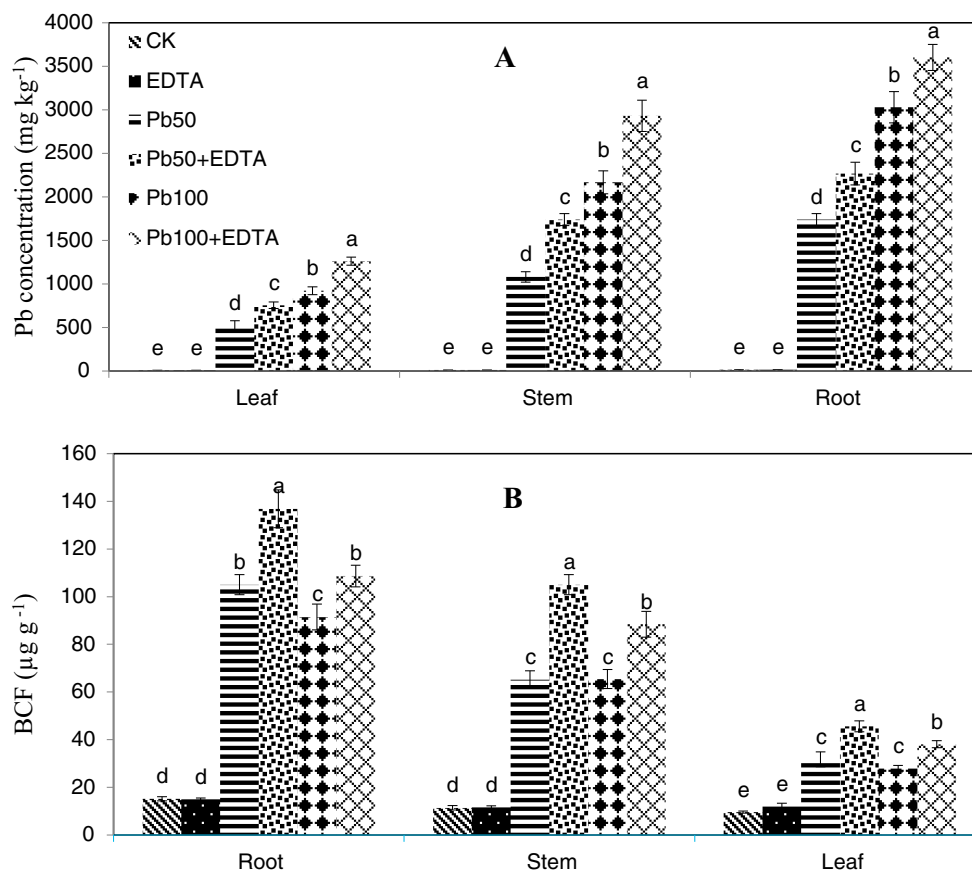 A
Pb concentration (mg kg⁻¹)
4000
3500
3000
2500
2000
1500
1000
500
0
CK
EDTA
Pb50
Pb50+EDTA
Pb100
Pb100+EDTA
e e d c b a
e e d c b a
e e d c b a
Leaf Stem Root
B
BCF (µg g⁻¹)
160
140
120
100
80
60
40
20
0
d d b a c b
d d c a c b
e e c a c b
Root Stem Leaf